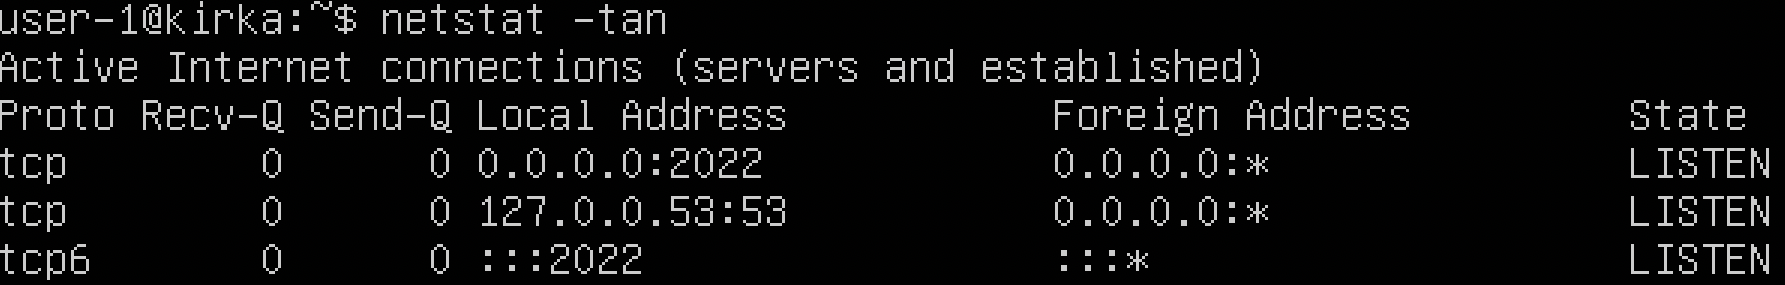 user-1@kirka:~$ netstat -tan
Active Internet connections (servers and established)
Proto Recv-Q Send-Q Local Address           Foreign Address         State
tcp        0      0 0.0.0.0:2022            0.0.0.0:*               LISTEN
tcp        0      0 127.0.0.53:53           0.0.0.0:*               LISTEN
tcp6       0      0 :::2022                 :::*                    LISTEN